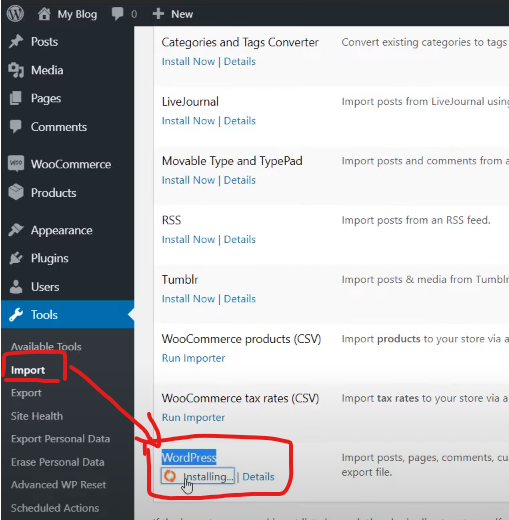 My Blog 0 + New
Posts
Media
Pages
Comments
WooCommerce
Products
Appearance
Plugins
Users
Tools
Available Tools
Import
Export
Site Health
Export Personal Data
Erase Personal Data
Advanced WP Reset
Scheduled Actions
Categories and Tags Converter
Install Now | Details
Convert existing categories to tags
LiveJournal
Install Now | Details
Import posts from LiveJournal using
Movable Type and TypePad
Install Now | Details
Import posts and comments from a
RSS
Install Now | Details
Import posts from an RSS feed.
Tumblr
Install Now | Details
Import posts & media from Tumblr
WooCommerce products (CSV)
Run Importer
Import products to your store via a
WooCommerce tax rates (CSV)
Run Importer
Import tax rates to your store via a
WordPress
Installing... | Details
Import posts, pages, comments, cu
export file.